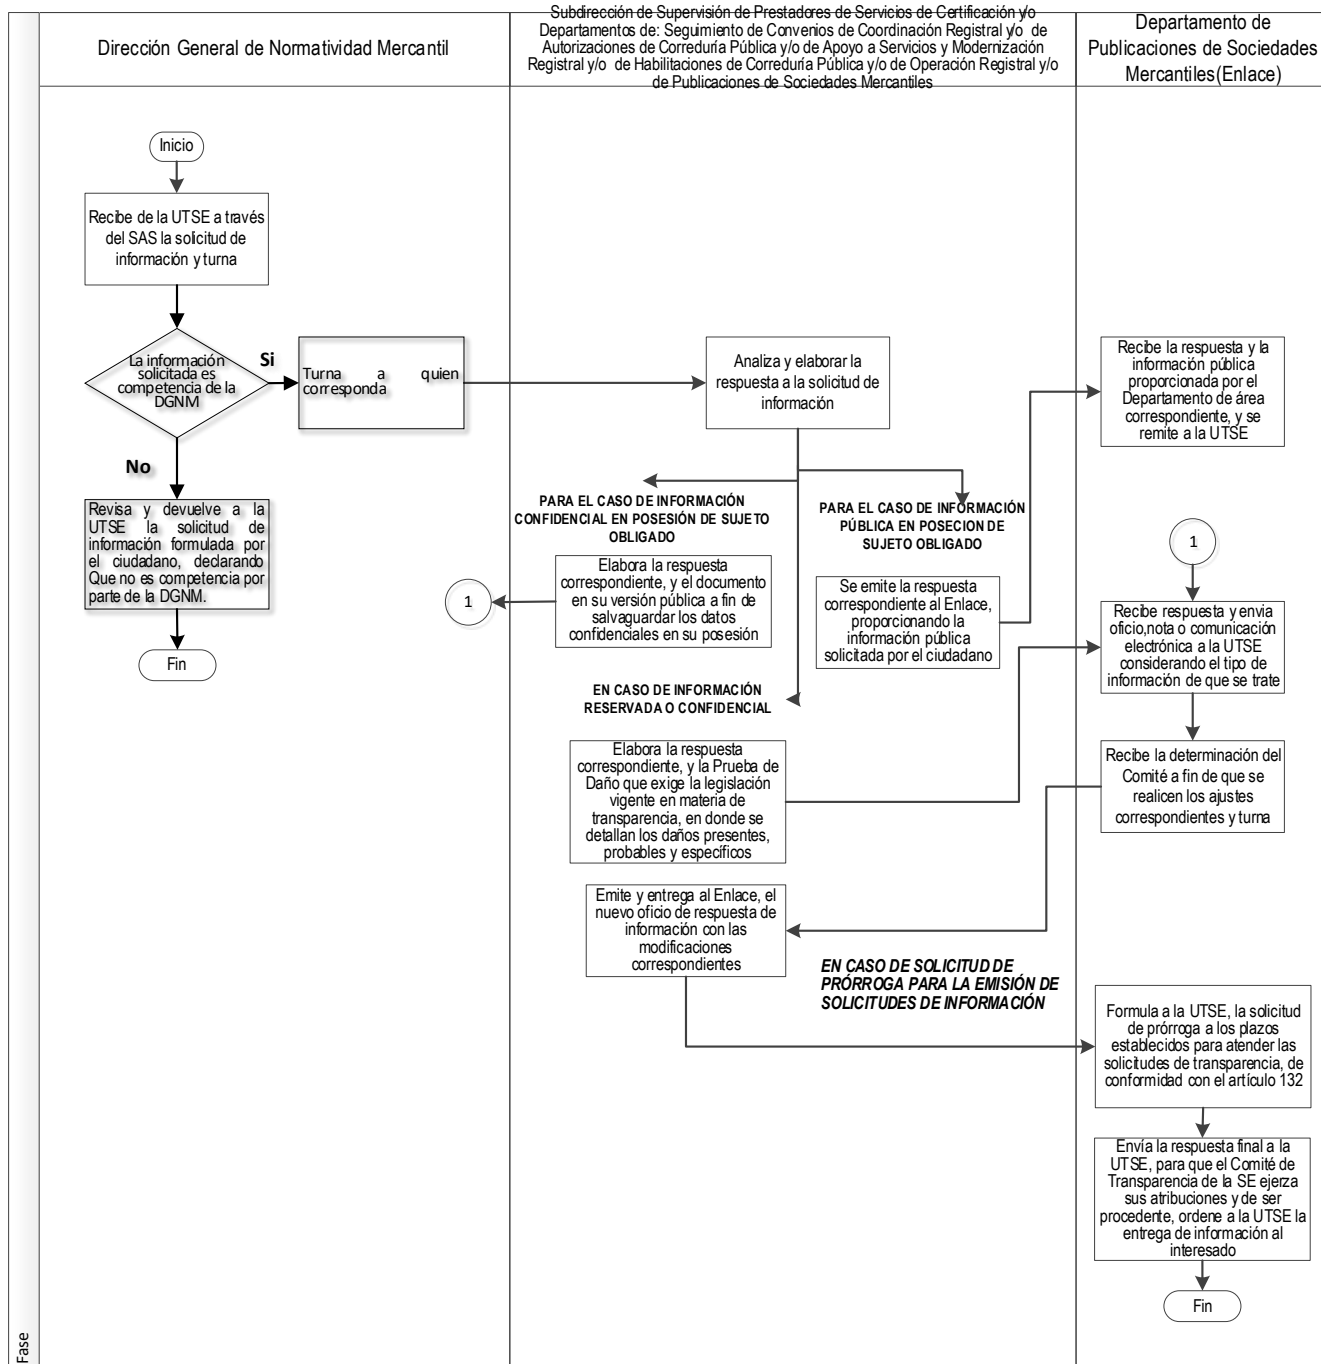 Dirección General de Normatividad Mercantil
Subdirección de Supervisión de Prestadores de Servicios de Certificación y/o
Departamentos de: Seguimiento de Convenios de Coordinación Registral y/o de
Autorizaciones de Correduría Pública y/o de Apoyo a Servicios y Modernización
Registral y/o de Habilitaciones de Correduría Pública y/o de Operación Registral y/o
de Publicaciones de Sociedades Mercantiles
Departamento de
Publicaciones de Sociedades
Mercantiles(Enlace)
Inicio
Recibe de la UTSE a través
del SAS la solicitud de
información y turna
La información
solicitada es
competencia de la
DGNM
Si
Turna a quien
corresponda
No
Revisa y devuelve a la
UTSE la solicitud de
información formulada por
el ciudadano, declarando
Que no es competencia por
parte de la DGNM.
Fin
Analiza y elaborar la
respuesta a la solicitud de
información
PARA EL CASO DE INFORMACIÓN
CONFIDENCIAL EN POSESIÓN DE SUJETO
OBLIGADO
Elabora la respuesta
correspondiente, y el documento
en su versión pública a fin de
salvaguardar los datos
confidenciales en su posesión
1
PARA EL CASO DE INFORMACIÓN
PÚBLICA EN POSECION DE
SUJETO OBLIGADO
Se emite la respuesta
correspondiente al Enlace,
proporcionando la
información pública
solicitada por el ciudadano
EN CASO DE INFORMACIÓN
RESERVADA O CONFIDENCIAL
Elabora la respuesta
correspondiente, y la Prueba de
Daño que exige la legislación
vigente en materia de
transparencia, en donde se
detallan los daños presentes,
probables y específicos
Emite y entrega al Enlace, el
nuevo oficio de respuesta de
información con las
modificaciones
correspondientes
EN CASO DE SOLICITUD DE
PRÓRROGA PARA LA EMISIÓN DE
SOLICITUDES DE INFORMACIÓN
Recibe la respuesta y la
información pública
proporcionada por el
Departamento de área
correspondiente, y se
remite a la UTSE
1
Recibe respuesta y envia
oficio,nota o comunicación
electrónica a la UTSE
considerando el tipo de
información de que se trate
Recibe la determinación del
Comité a fin de que se
realicen los ajustes
correspondientes y turna
Formula a la UTSE, la solicitud
de prórroga a los plazos
establecidos para atender las
solicitudes de transparencia, de
conformidad con el artículo 132
Envía la respuesta final a la
UTSE, para que el Comité de
Transparencia de la SE ejerza
sus atribuciones y de ser
procedente, ordene a la UTSE la
entrega de información al
interesado
Fin
Fase